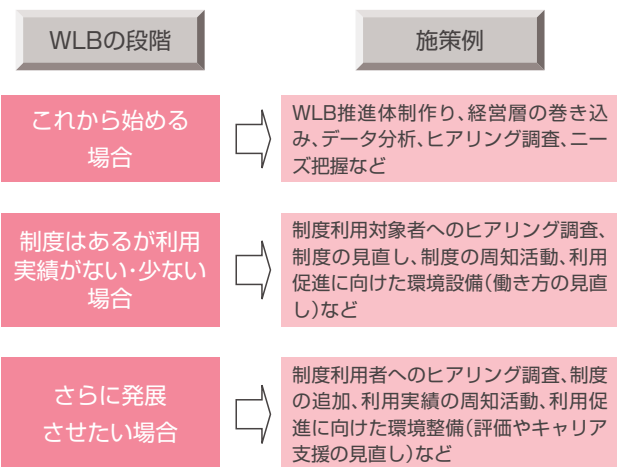 WLBの段階
施策例
これから始める
場合
WLB推進体制作り、経営層の巻き込
み、データ分析、ヒアリング調査、ニー
ズ把握など
制度はあるが利用
実績がない・少ない
場合
制度利用対象者へのヒアリング調査、
制度の見直し、制度の周知活動、利用
促進に向けた環境設備(働き方の見直
し)など
さらに発展
させたい場合
制度利用者へのヒアリング調査、制度
の追加、利用実績の周知活動、利用促
進に向けた環境整備(評価やキャリア
支援の見直し)など